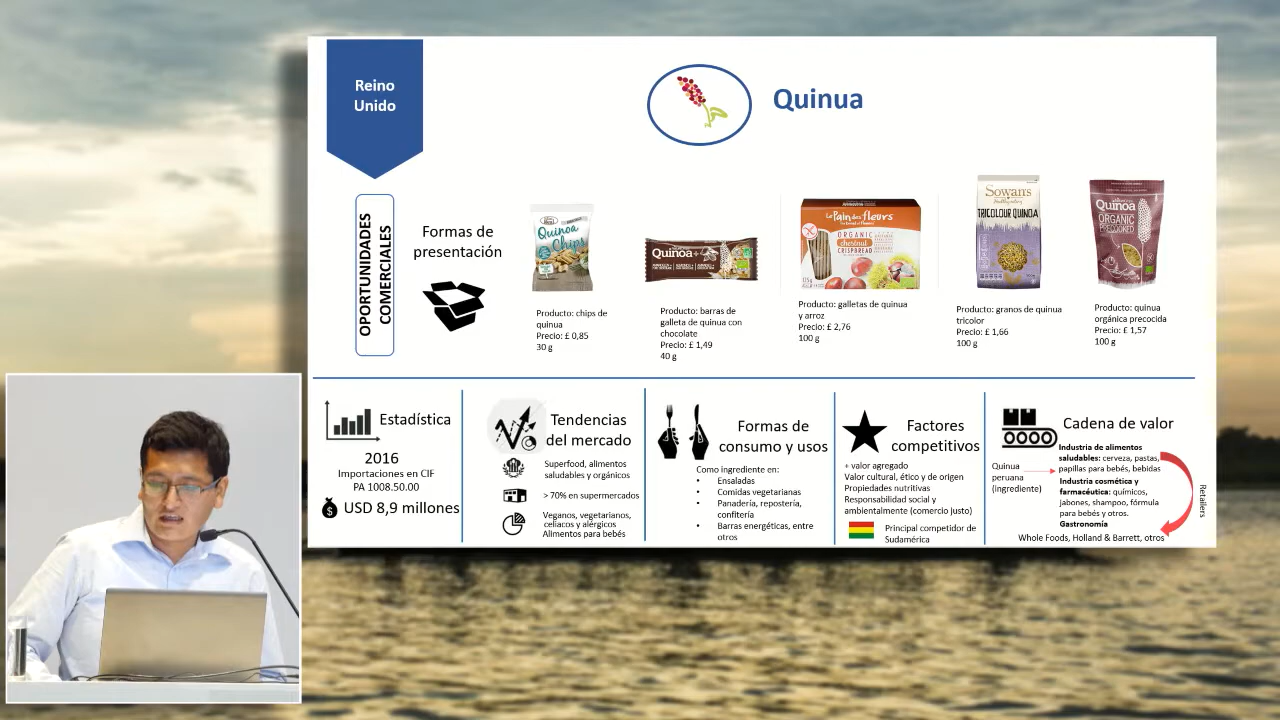 Reino
Unido
Quinua
OPORTUNIDADES
COMERCIALES
Formas de
presentación
Quinoa
Chips
Quinoa
Le Pain des fleurs
ORGANIC
chestnut
CRISPBREAD
Sowan's
TRICOLOUR QUINOA
Quinoa
ORGANIC
PRECOOKED
Producto: chips de
quinua
Precio: £ 0,85
30 g
Producto: barras de
galleta de quinua con
chocolate
Precio: £ 1,49
40 g
Producto: galletas de quinua
y arroz
Precio: £ 2,76
100 g
Producto: granos de quinua
tricolor
Precio: £ 1,66
100 g
Producto: quinua
orgánica precocida
Precio: £ 1,57
100 g
Estadística
2016
Importaciones en CIF
PA 1008.50.00
USD 8,9 millones
Tendencias
del mercado
Superfood, alimentos
saludables y orgánicos
> 70% en supermercados
Veganos, vegetarianos,
celiacos y alérgicos
Alimentos para bebés
Formas de
consumo y usos
Como ingrediente en:
• Ensaladas
• Comidas vegetarianas
• Panadería, repostería,
confitería
• Barras energéticas, entre
otros
Factores
competitivos
+ valor agregado
Valor cultural, ético y de origen
Propiedades nutritivas
Responsabilidad social y
ambientalmente (comercio justo)
Principal competidor de
Sudamérica
Cadena de valor
Quinua
peruana
(ingrediente)
Industria de alimentos
saludables: cerveza, pastas,
papillas para bebés, bebidas
Industria cosmética y
farmacéutica: químicos,
jabones, shampoo, fórmula
para bebés y otros.
Gastronomía
Whole Foods, Holland & Barrett, otros
Retailers